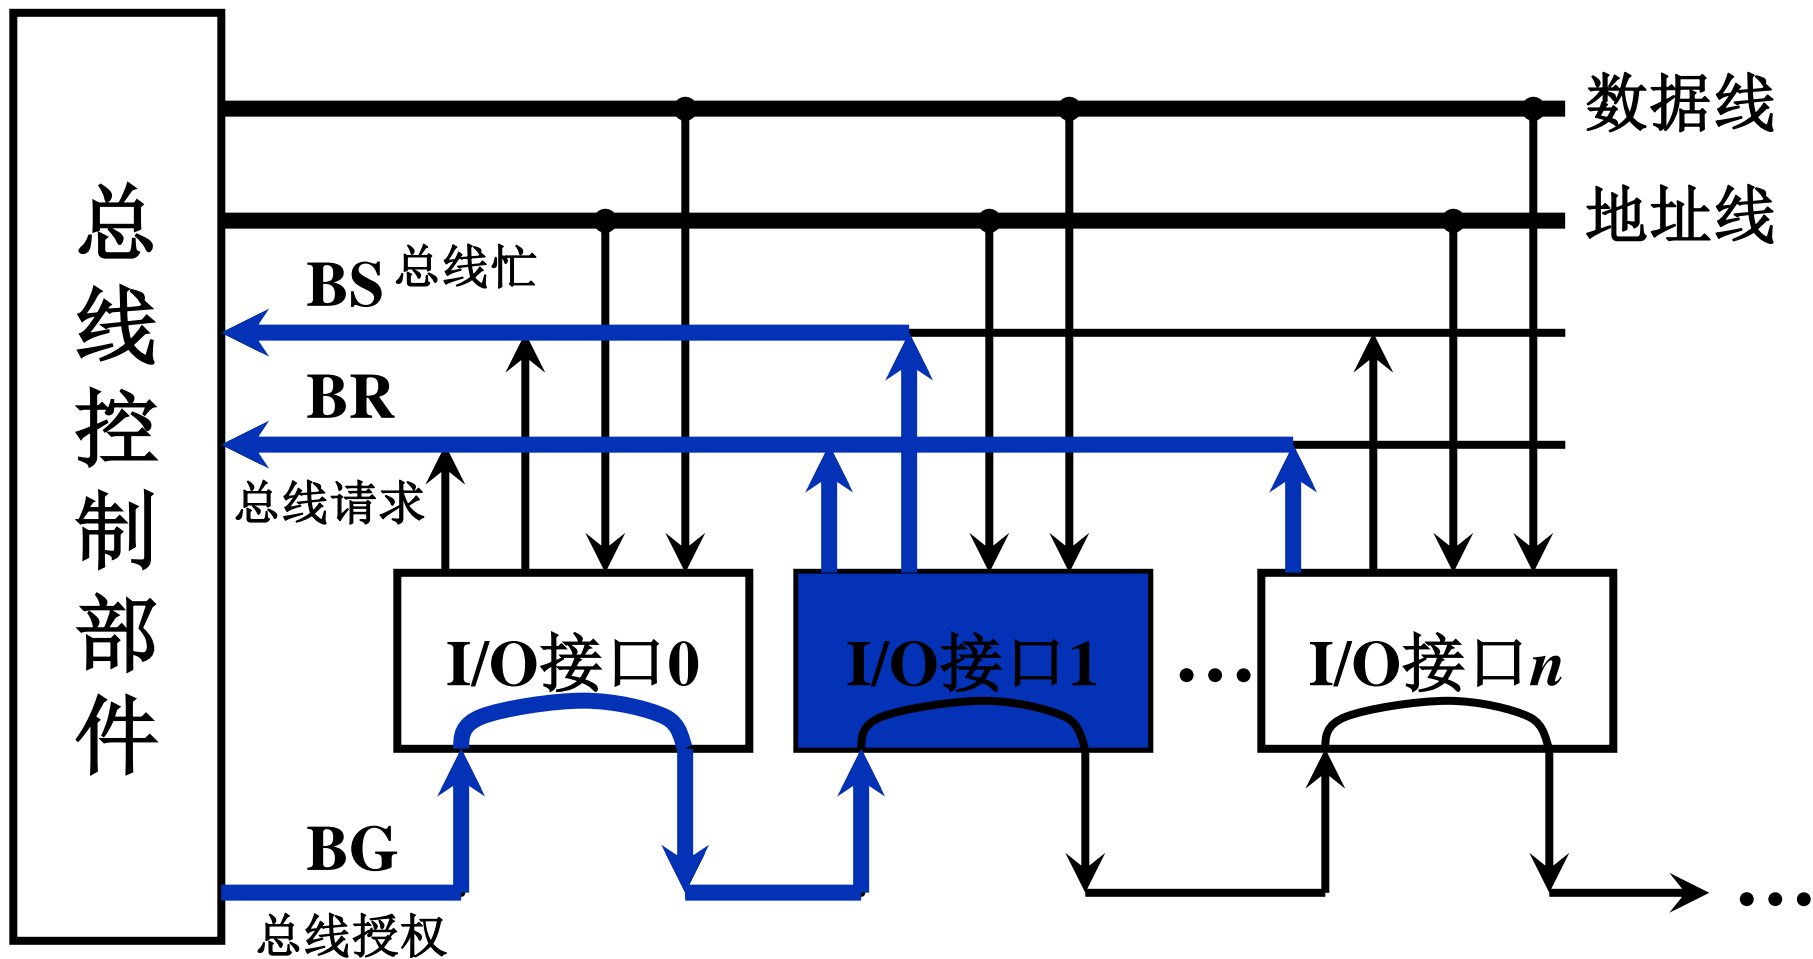 数据线
总线控制部件
地址线
BS 总线忙
BR
总线请求
I/O接口0
I/O接口1
…
I/O接口n
BG
总线授权
…